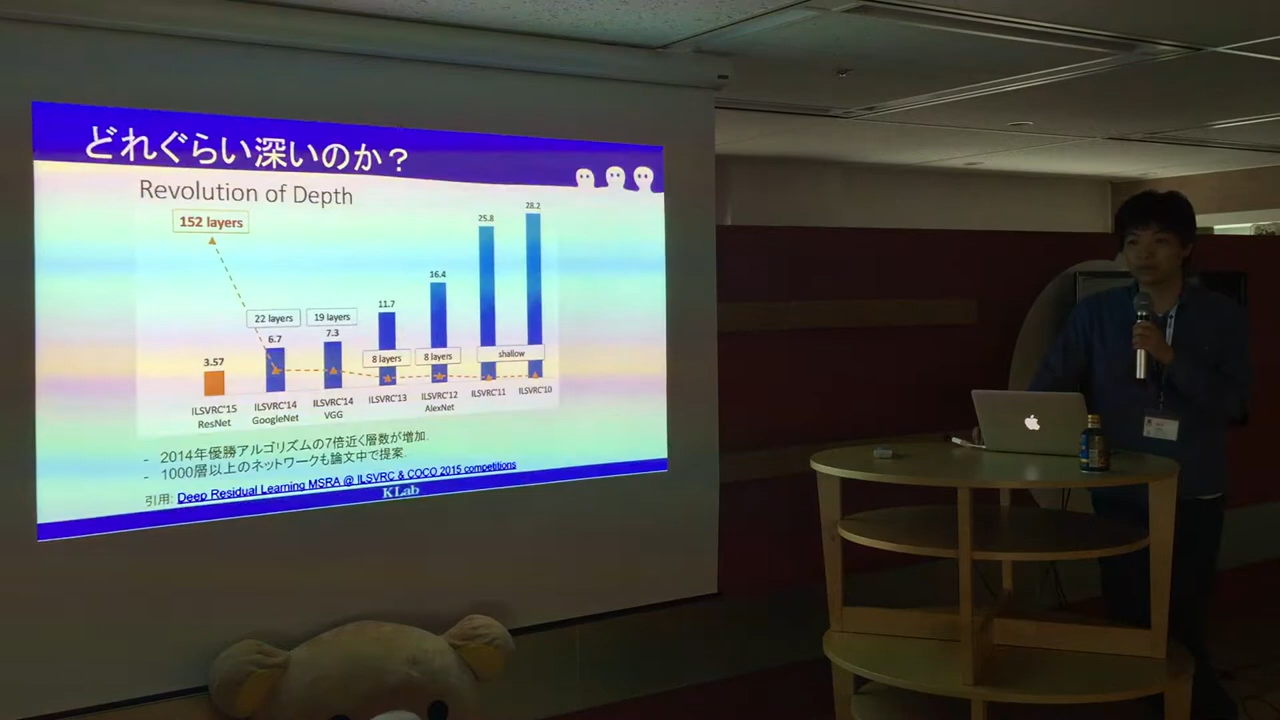 どれぐらい深いのか？
Revolution of Depth
152 layers
28.2
25.8
16.4
11.7
22 layers
19 layers
6.7
7.3
3.57
8 layers
8 layers
shallow
ILSVRC'15
ResNet
ILSVRC'14
GoogleNet
ILSVRC'14
VGG
ILSVRC'13
ILSVRC'12
AlexNet
ILSVRC'11
ILSVRC'10
- 2014年優勝アルゴリズムの7倍近く層数が増加.
- 1000層以上のネットワークも論文中で提案.
引用: Deep Residual Learning MSRA @ ILSVRC & COCO 2015 competitions
KLab